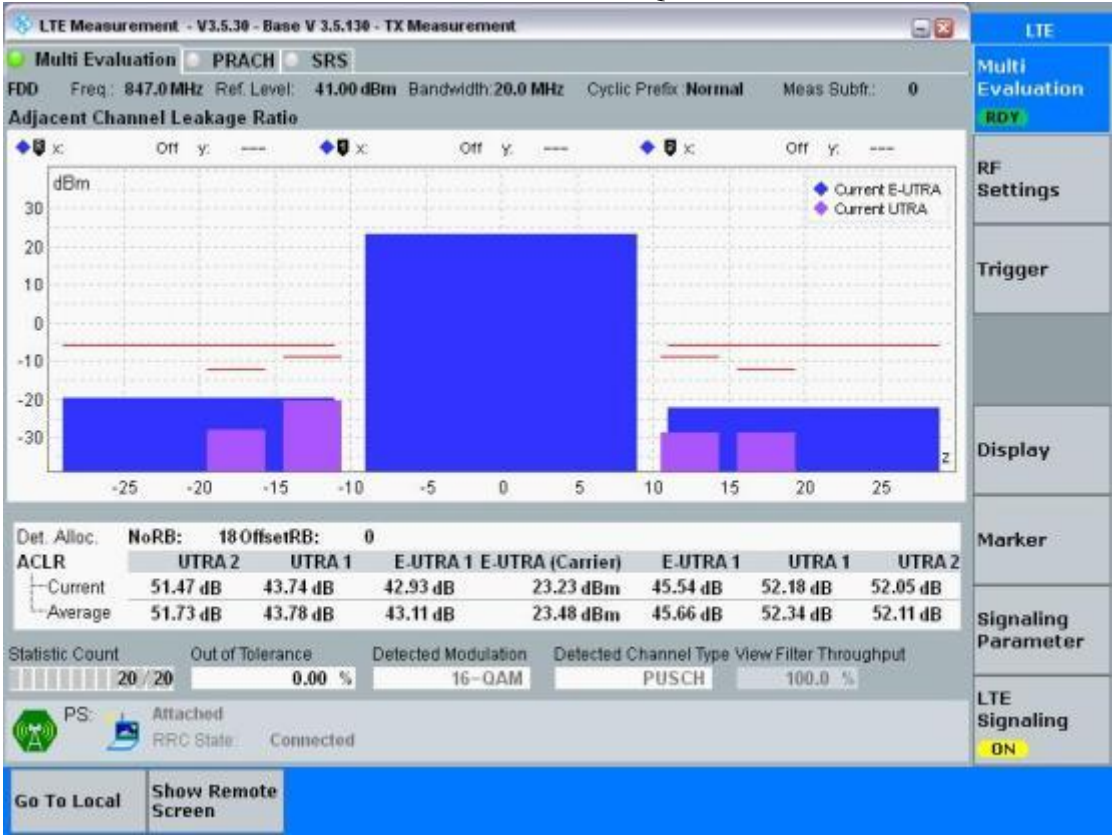 LTE Measurement - V3.5.30 - Base V 3.5.130 - TX Measurement
LTE
Multi Evaluation PRACH SRS
Multi
Evaluation
RDY
FDD Freq.: 847.0 MHz Ref. Level: 41.00 dBm Bandwidth: 20.0 MHz Cyclic Prefix: Normal Meas Subfr.: 0
Adjacent Channel Leakage Ratio
x: Off y: --- x: Off y: --- x: Off y: ---
RF
Settings
dBm
Current E-UTRA
Current UTRA
30
20
10
0
-10
-20
-30
z
-25 -20 -15 -10 -5 0 5 10 15 20 25
Trigger
Display
Marker
Signaling
Parameter
LTE
Signaling
ON
Det. Alloc. NoRB: 18 OffsetRB: 0
ACLR UTRA 2 UTRA 1 E-UTRA 1 E-UTRA (Carrier) E-UTRA 1 UTRA 1 UTRA 2
Current 51.47 dB 43.74 dB 42.93 dB 23.23 dBm 45.54 dB 52.18 dB 52.05 dB
Average 51.73 dB 43.78 dB 43.11 dB 23.48 dBm 45.66 dB 52.34 dB 52.11 dB
Statistic Count Out of Tolerance Detected Modulation Detected Channel Type View Filter Throughput
20 / 20 0.00 % 16-QAM PUSCH 100.0 %
PS: Attached
RRC State: Connected
Go To Local
Show Remote
Screen